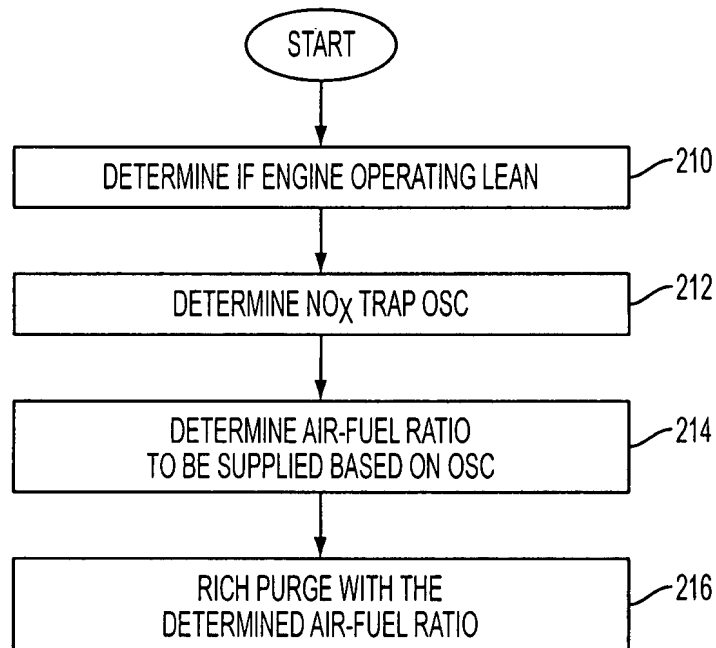 START
DETERMINE IF ENGINE OPERATING LEAN
210
DETERMINE NOX TRAP OSC
212
DETERMINE AIR-FUEL RATIO
TO BE SUPPLIED BASED ON OSC
214
RICH PURGE WITH THE
DETERMINED AIR-FUEL RATIO
216